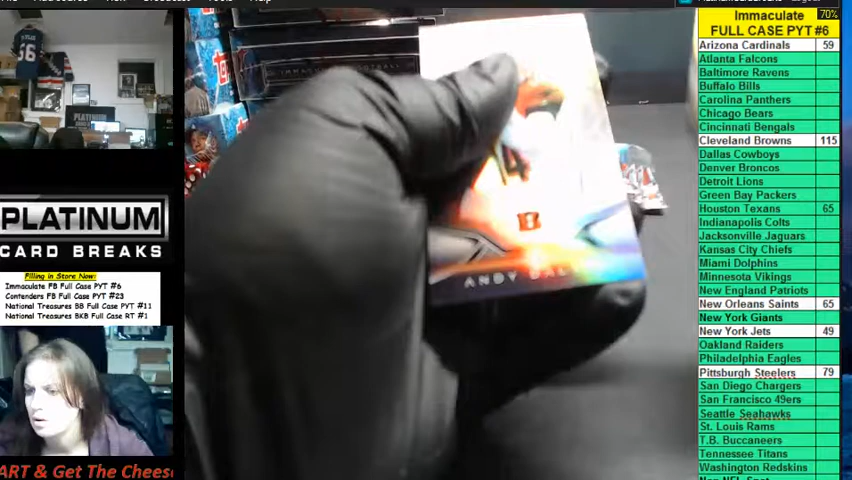 Immaculate
FULL CASE PYT #6
70%
Arizona Cardinals 59
Atlanta Falcons
Baltimore Ravens
Buffalo Bills
Carolina Panthers
Chicago Bears
Cincinnati Bengals
Cleveland Browns 115
Dallas Cowboys
Denver Broncos
Detroit Lions
Green Bay Packers
Houston Texans 65
Indianapolis Colts
Jacksonville Jaguars
Kansas City Chiefs
Miami Dolphins
Minnesota Vikings
New England Patriots
New Orleans Saints 65
New York Giants
New York Jets 49
Oakland Raiders
Philadelphia Eagles
Pittsburgh Steelers 79
San Diego Chargers
San Francisco 49ers
Seattle Seahawks
St. Louis Rams
T.B. Buccaneers
Tennessee Titans
Washington Redskins
PLATINUM
CARD BREAKS
Filling in Store Now:
Immaculate FB Full Case PYT #6
Contenders FB Full Case PYT #23
National Treasures BB Full Case PYT #11
National Treasures BKB Full Case RT #1
ART & Get The Chees
ANDY DAL